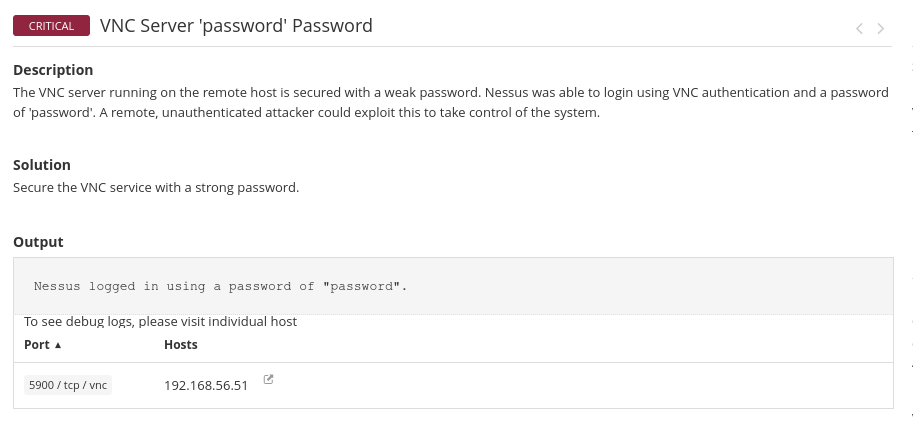 CRITICAL VNC Server 'password' Password
Description
The VNC server running on the remote host is secured with a weak password. Nessus was able to login using VNC authentication and a password
of 'password'. A remote, unauthenticated attacker could exploit this to take control of the system.
Solution
Secure the VNC service with a strong password.
Output
Nessus logged in using a password of "password".
To see debug logs, please visit individual host
Port ▲ Hosts
5900 / tcp / vnc 192.168.56.51